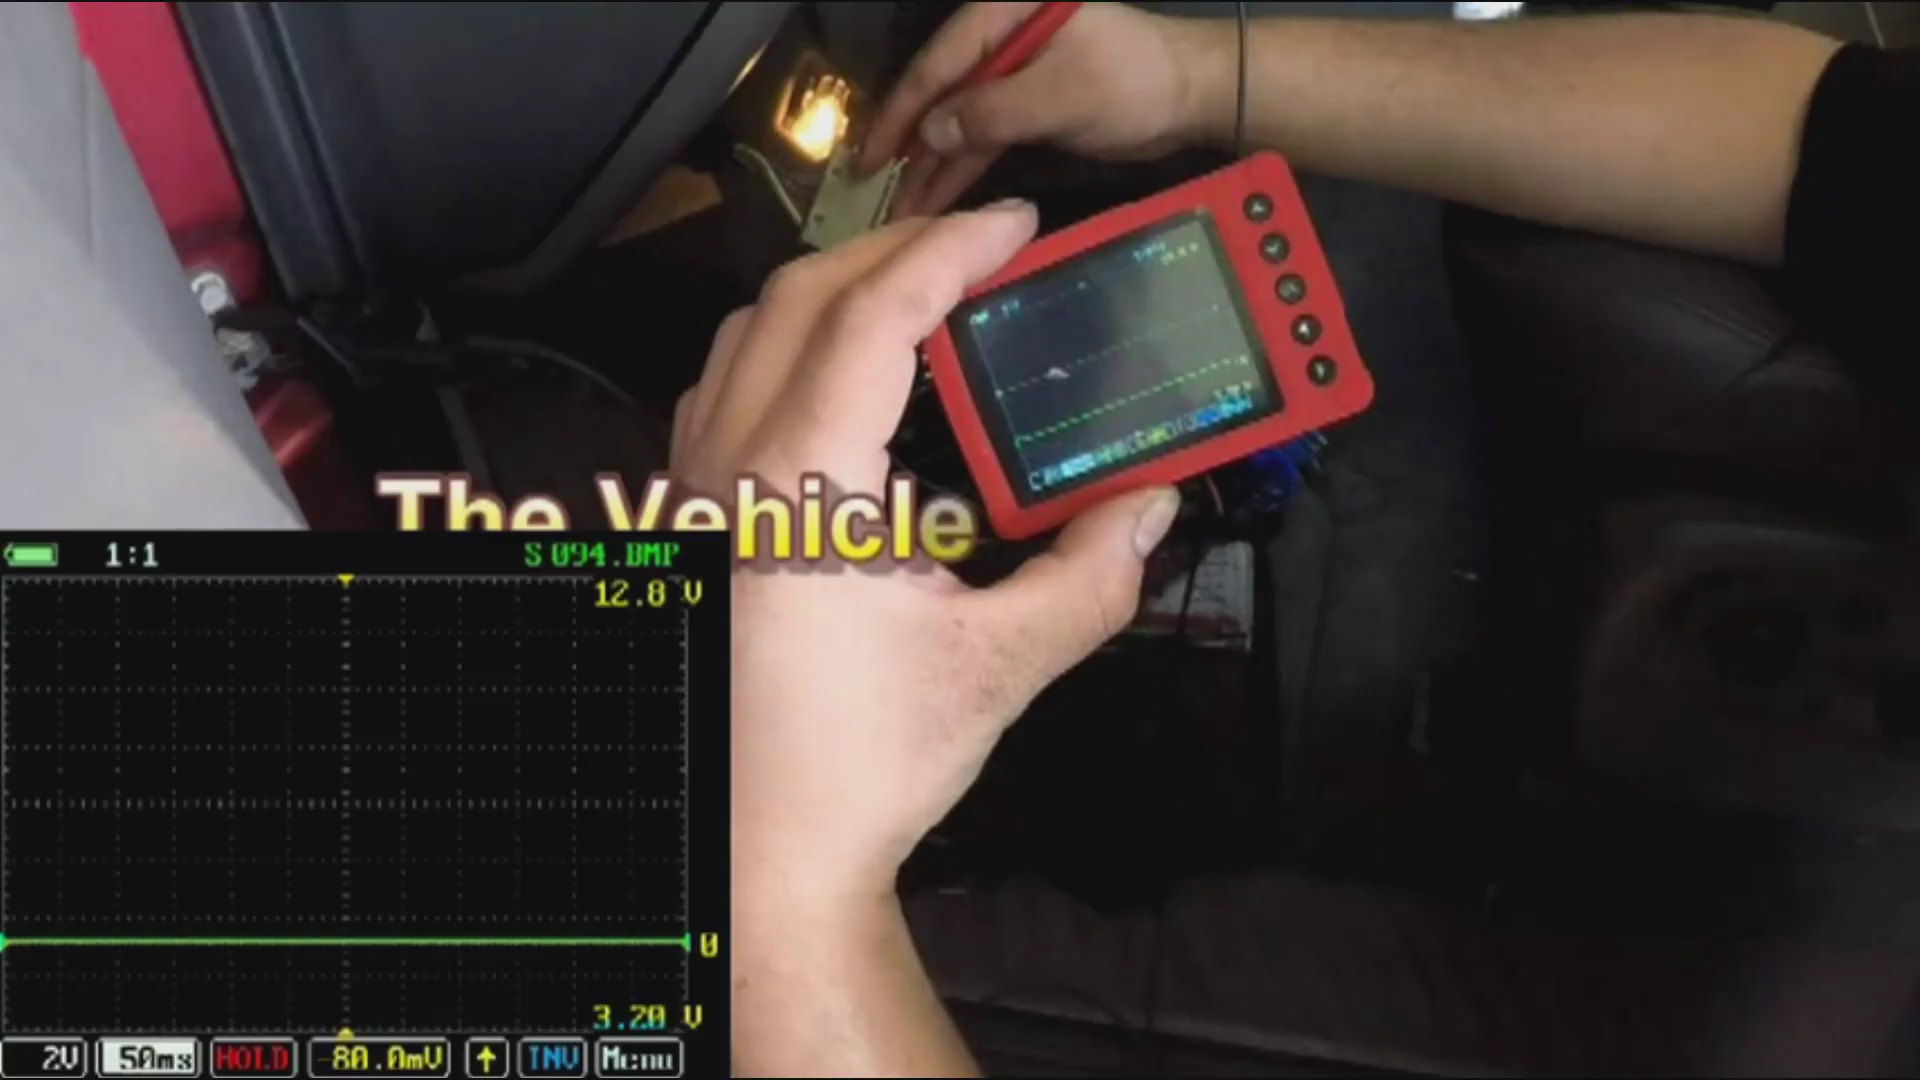 The Vehicle
1:1
S 094.BMP
12.8 V
0
3.20 V
2V 50ms HOLD -80.0mV ↑ INV Menu